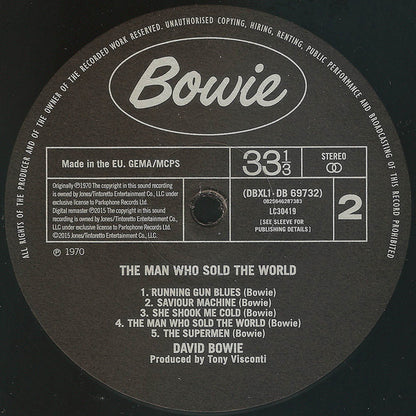 ALL RIGHTS OF THE PRODUCER AND OF THE OWNER OF THE RECORDED WORK RESERVED. UNAUTHORISED COPYING, HIRING, RENTING, PUBLIC PERFORMANCE AND BROADCASTING OF THIS RECORD PROHIBITED
Bowie
Made in the EU. GEMA/MCPS
33 1/3
STEREO
Originally ℗1970 The copyright in this sound recording
is owned by Jones/Tintoretto Entertainment Co., LLC under
exclusive license to Parlophone Records Ltd.
Digital remaster ℗2015 The copyright in this sound
recording is owned by Jones/Tintoretto Entertainment Co.,
LLC under exclusive license to Parlophone Records Ltd.
©2015 Jones/Tintoretto Entertainment Co., LLC
(DBXL1 · DB 69732)
0825646287383
LC30419
[SEE SLEEVE FOR
PUBLISHING DETAILS]
2
℗ 1970
THE MAN WHO SOLD THE WORLD
1. RUNNING GUN BLUES (Bowie)
2. SAVIOUR MACHINE (Bowie)
3. SHE SHOOK ME COLD (Bowie)
4. THE MAN WHO SOLD THE WORLD (Bowie)
5. THE SUPERMEN (Bowie)
DAVID BOWIE
Produced by Tony Visconti